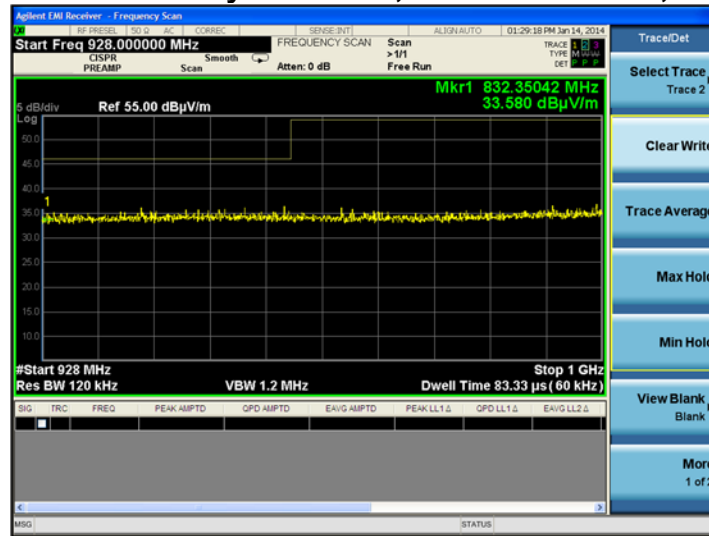 Agilent EMI Receiver - Frequency Scan
RF PRESEL 50 Ω AC CORREC SENSE:INT ALIGN AUTO 01:29:18 PM Jan 14, 2014
Start Freq 928.000000 MHz FREQUENCY SCAN Scan TRACE 1 2 3
CISPR Smooth >1/1 TYPE M
PREAMP Scan Atten: 0 dB Free Run DET P P P
Mkr1 832.35042 MHz
33.580 dBµV/m
5 dB/div Ref 55.00 dBµV/m
Log
50.0
45.0
40.0
1
35.0
30.0
25.0
20.0
15.0
10.0
#Start 928 MHz Stop 1 GHz
Res BW 120 kHz VBW 1.2 MHz Dwell Time 83.33 µs (60 kHz)
SIG TRC FREQ PEAK AMPTD QPD AMPTD EAVG AMPTD PEAK LL1 Δ QPD LL1 Δ EAVG LL2 Δ
MSG STATUS
Trace/Det
Select Trace
Trace 2
Clear Write
Trace Average
Max Hold
Min Hold
View Blank
Blank
More
1 of 2